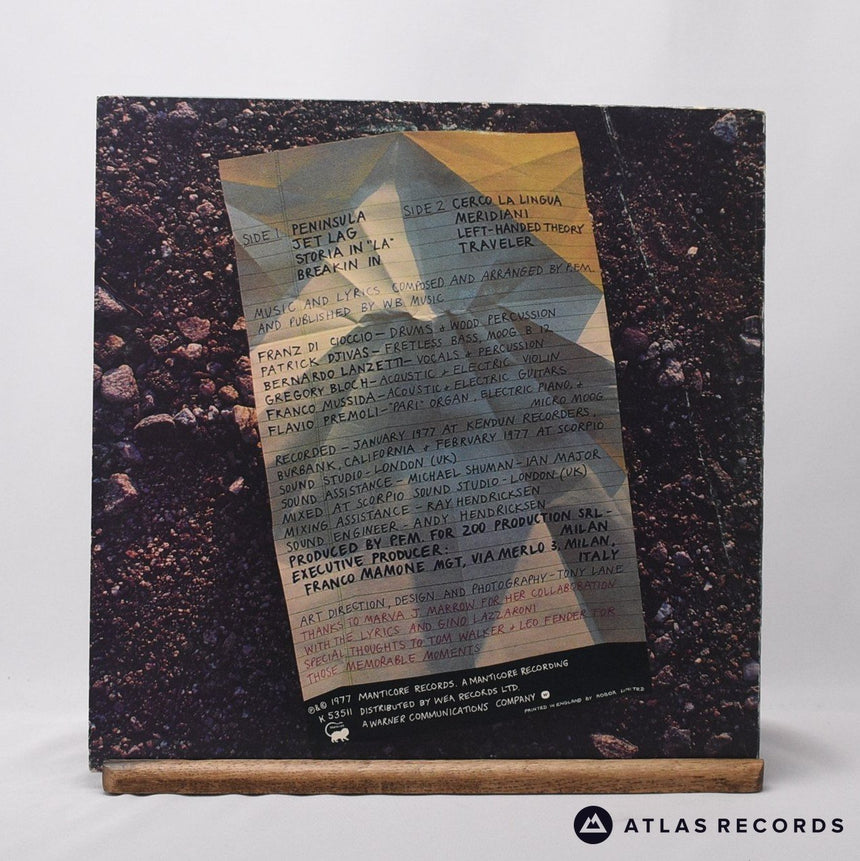 SIDE 1 PENINSULA
JET LAG
STORIA IN "LA"
BREAKIN IN
SIDE 2 CERCO LA LINGUA
MERIDIANI
LEFT-HANDED THEORY
TRAVELER
MUSIC AND LYRICS COMPOSED AND ARRANGED BY P.F.M.
AND PUBLISHED BY W.B. MUSIC
FRANZ DI CIOCCIO – DRUMS + WOOD PERCUSSION
PATRICK DJIVAS – FRETLESS BASS, MOOG B 12
BERNARDO LANZETTI – VOCALS + PERCUSSION
GREGORY BLOCH – ACOUSTIC + ELECTRIC VIOLIN
FRANCO MUSSIDA – ACOUSTIC + ELECTRIC GUITARS
FLAVIO PREMOLI – "PARI" ORGAN, ELECTRIC PIANO, +
MICRO MOOG
RECORDED – JANUARY 1977 AT KENDUN RECORDERS,
BURBANK, CALIFORNIA + FEBRUARY 1977 AT SCORPIO
SOUND STUDIO – LONDON (UK)
SOUND ASSISTANCE – MICHAEL SHUMAN – IAN MAJOR
MIXED AT SCORPIO SOUND STUDIO – LONDON (UK)
MIXING ASSISTANCE – RAY HENDRICKSEN
SOUND ENGINEER – ANDY HENDRICKSEN
PRODUCED BY P.F.M. FOR ZOO PRODUCTION SRL –
MILAN
EXECUTIVE PRODUCER:
FRANCO MAMONE MGT, VIA MERLO 3, MILAN,
ITALY
ART DIRECTION, DESIGN, AND PHOTOGRAPHY – TONY LANE
THANKS TO MARVA J. MARROW FOR HER COLLABORATION
WITH THE LYRICS AND GINO LAZZARONI
SPECIAL THOUGHTS TO TOM WALKER + LEO FENDER FOR
THOSE MEMORABLE MOMENTS
℗&© 1977 MANTICORE RECORDS. A MANTICORE RECORDING
K 53511 DISTRIBUTED BY WEA RECORDS LTD.
A WARNER COMMUNICATIONS COMPANY
PRINTED IN ENGLAND BY ROBOR LIMITED
ATLAS RECORDS